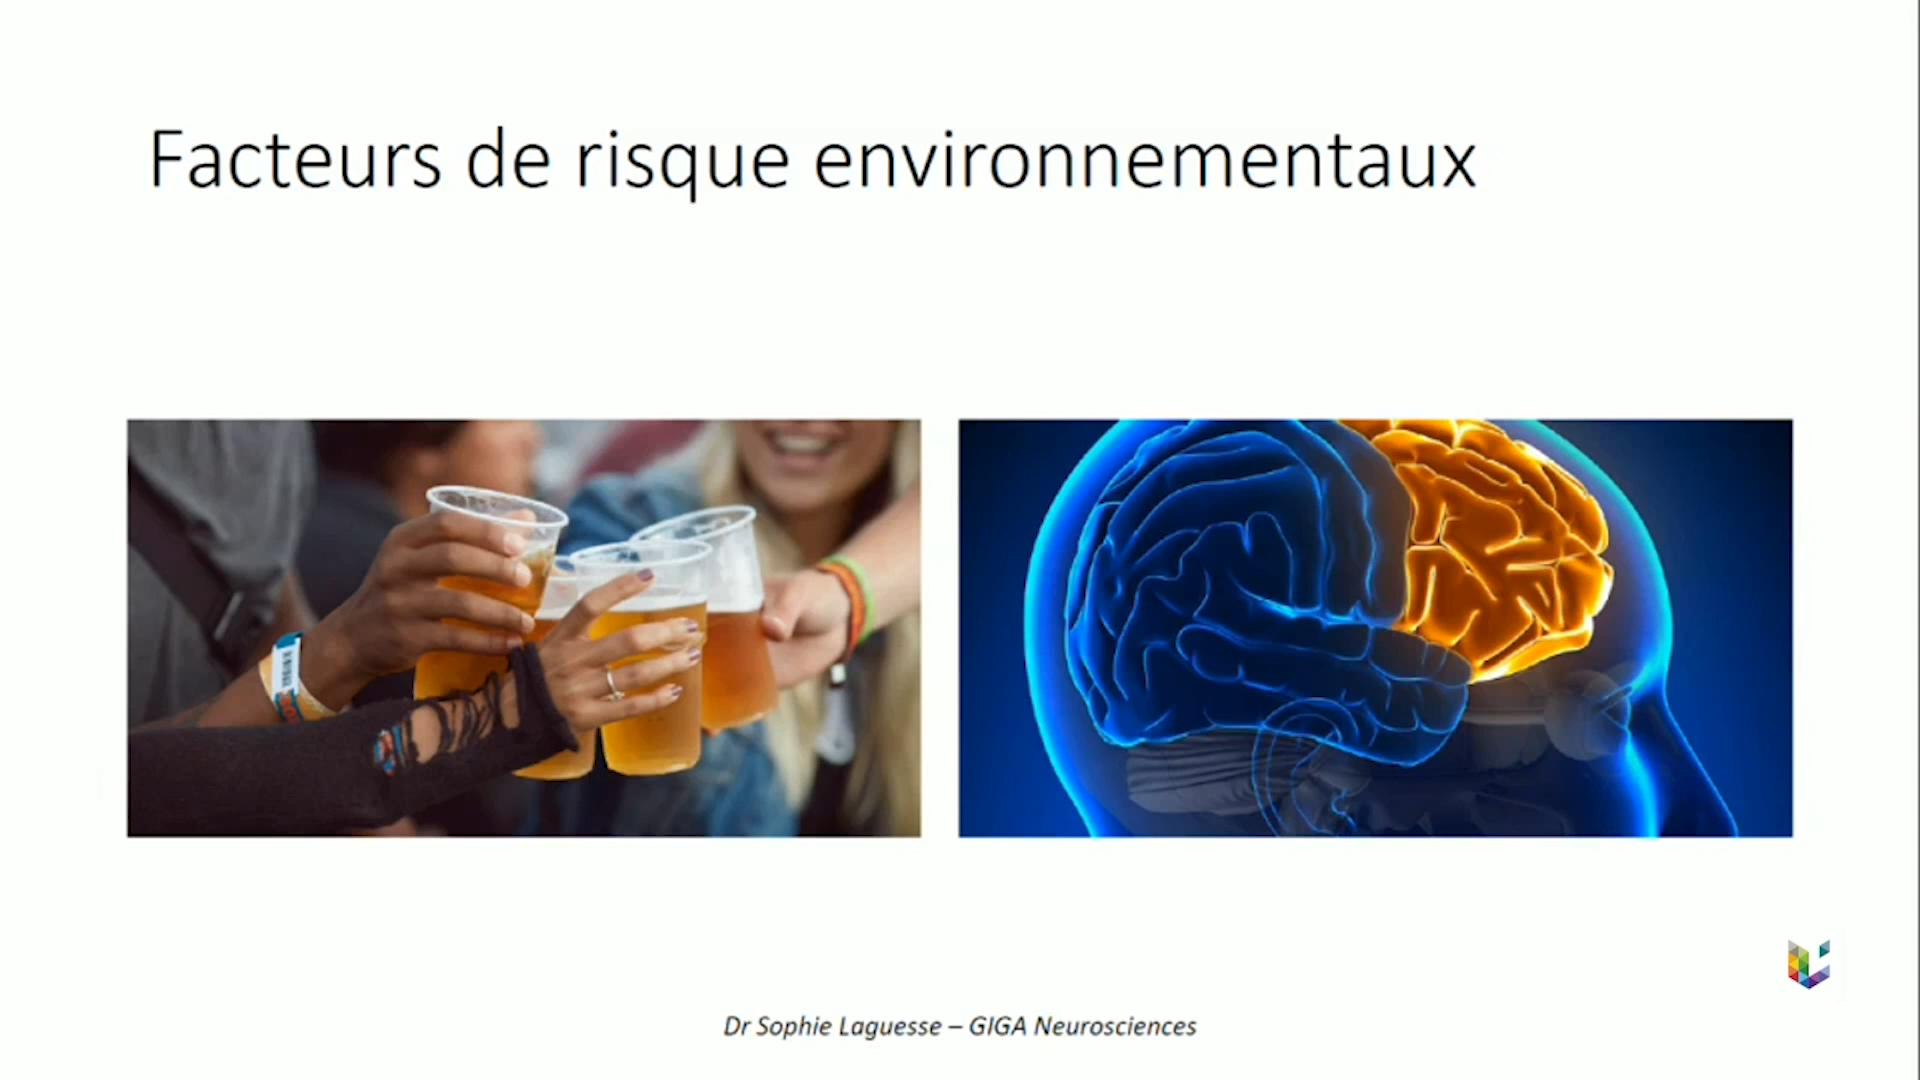 Facteurs de risque environnementaux
Dr Sophie Laguesse – GIGA Neurosciences